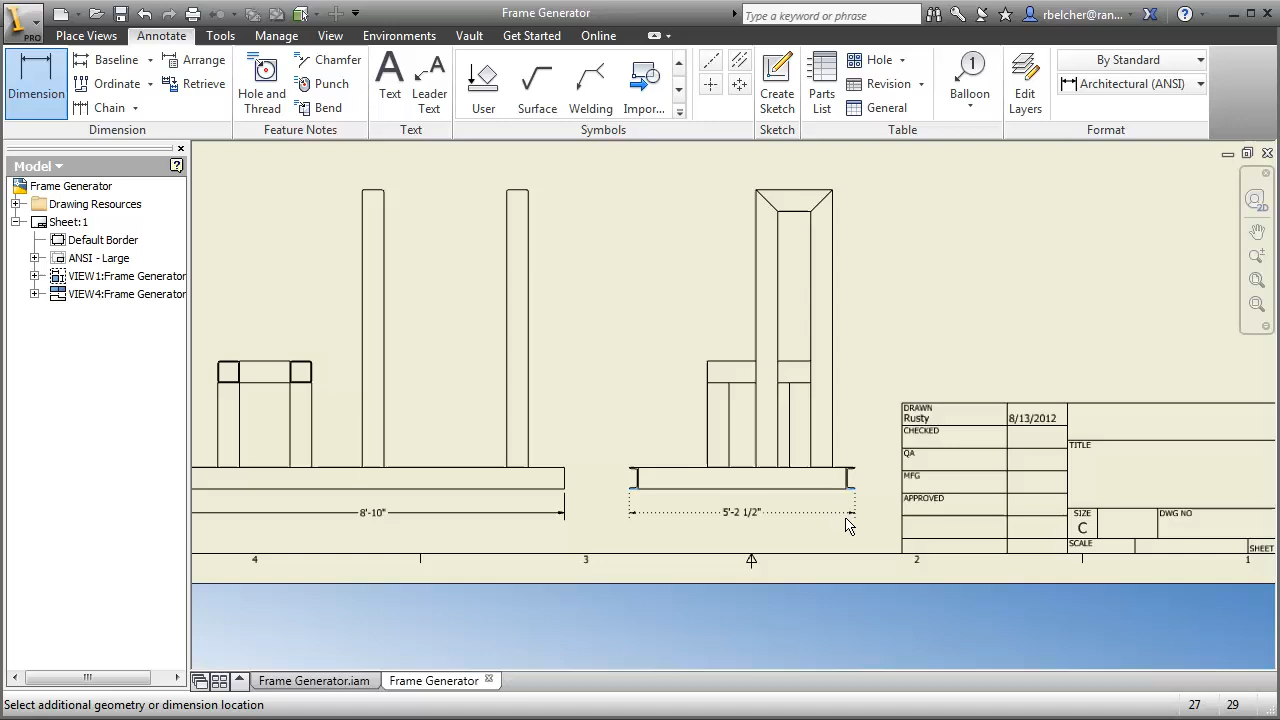 Frame Generator
Type a keyword or phrase
rbelcher@ran...
PRO
Place Views
Annotate
Tools
Manage
View
Environments
Vault
Get Started
Online
Dimension
Baseline
Ordinate
Chain
Arrange
Retrieve
Dimension
Hole and
Thread
Chamfer
Punch
Bend
Feature Notes
Text
Leader
Text
Text
User
Surface
Welding
Impor...
Symbols
Create
Sketch
Sketch
Parts
List
Hole
Revision
General
Table
Balloon
Edit
Layers
By Standard
Architectural (ANSI)
Format
Model
Frame Generator
Drawing Resources
Sheet:1
Default Border
ANSI - Large
VIEW1:Frame Generator
VIEW4:Frame Generator
2D
8'-10"
5'-2 1/2"
4
3
2
1
DRAWN
Rusty
8/13/2012
CHECKED
QA
MFG
APPROVED
TITLE
SIZE
C
DWG NO
SCALE
SHEET
Frame Generator.iam
Frame Generator
Select additional geometry or dimension location
27
29